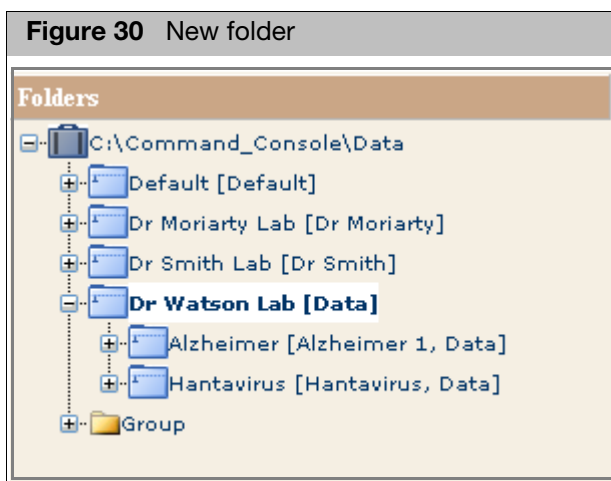 Figure 30 New folder
Folders
C:\Command_Console\Data
Default [Default]
Dr Moriarty Lab [Dr Moriarty]
Dr Smith Lab [Dr Smith]
Dr Watson Lab [Data]
Alzheimer [Alzheimer 1, Data]
Hantavirus [Hantavirus, Data]
Group